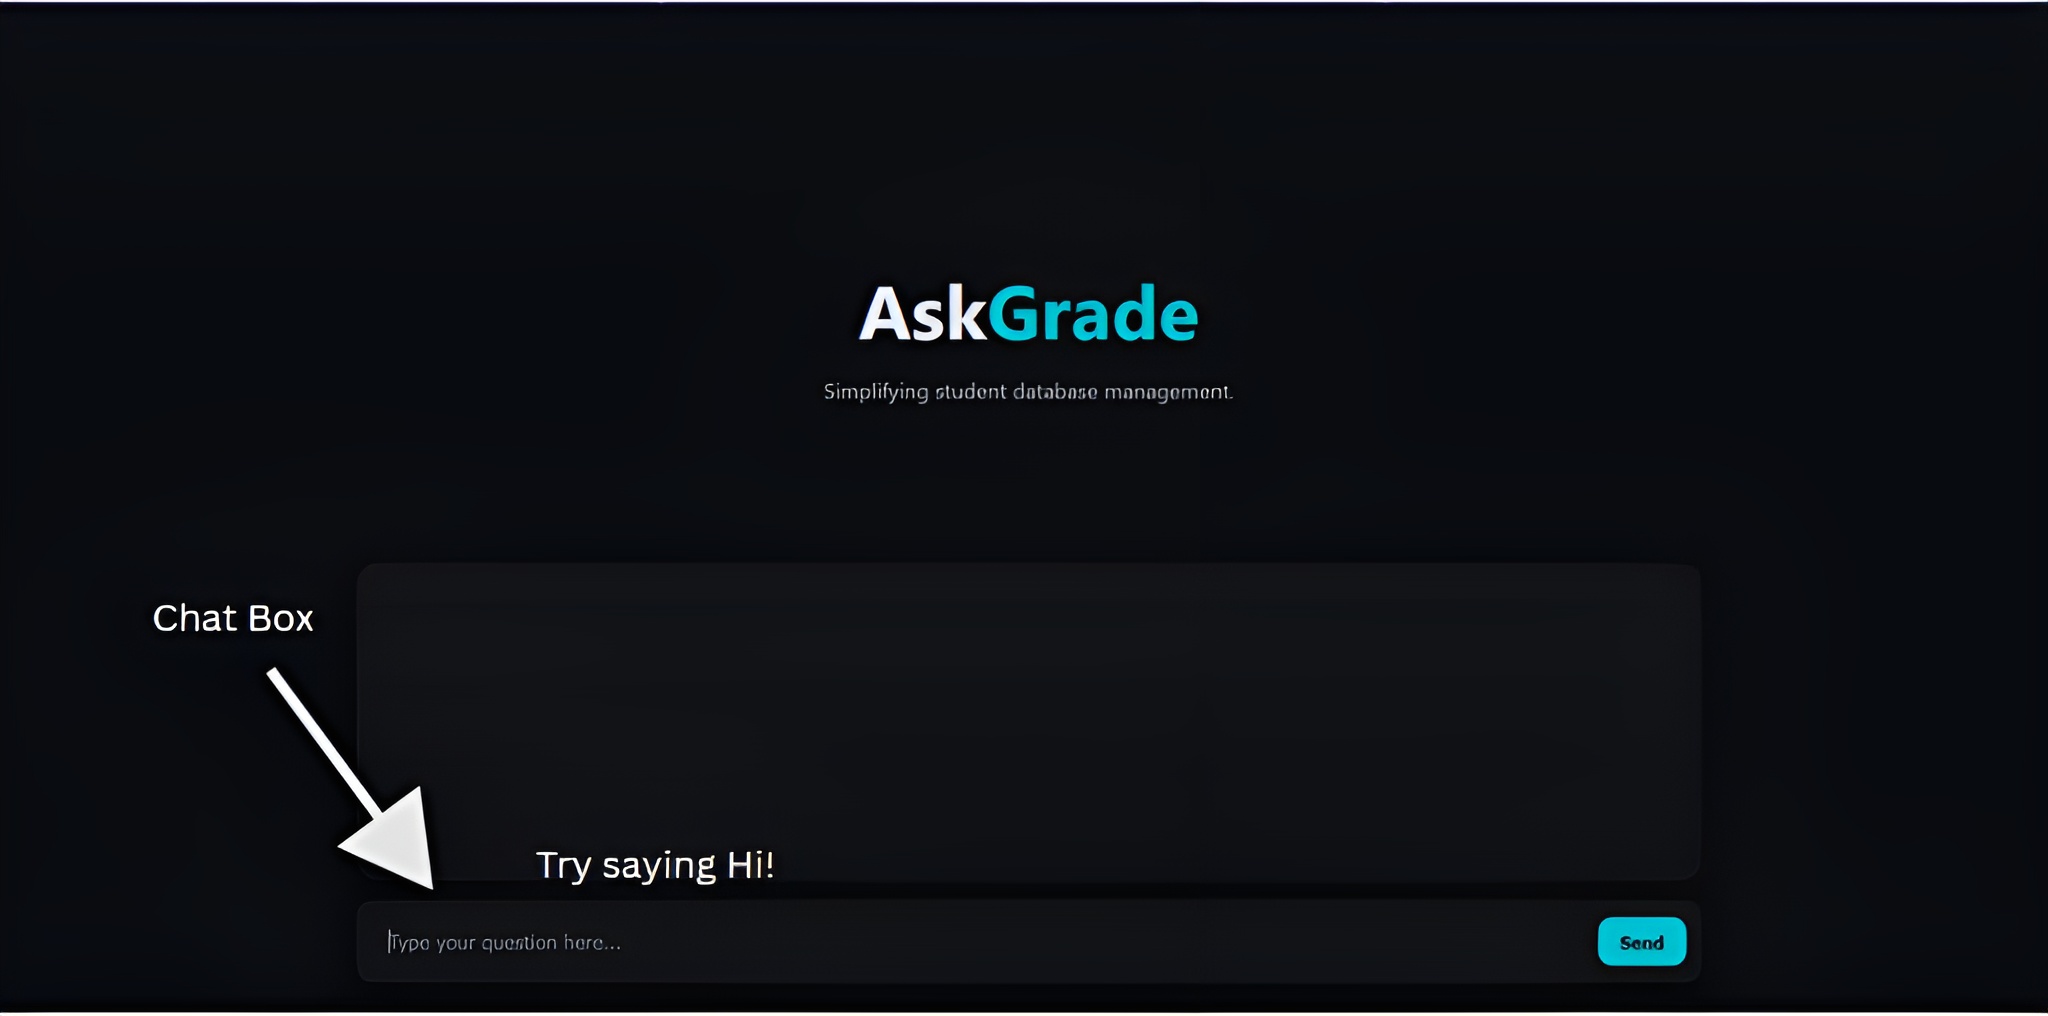 AskGrade
Simplifying student database management.
Chat Box
Try saying Hi!
Type your question here...
Send